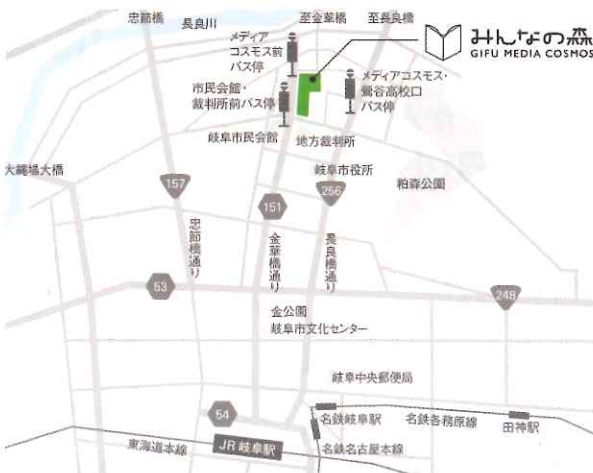 忠節橋
長良川
至金華橋
至長良橋
みんなの森
GIFU MEDIA COSMOS
メディア
コスモス前
バス停
市民会館・
裁判所前バス停
メディアコスモス・
鶯谷高校口
バス停
岐阜市民会館
地方裁判所
岐阜市役所
大縄場大橋
粕森公園
157
151
256
忠節橋通り
金華橋通り
長良橋通り
53
248
金公園
岐阜市文化センター
岐阜中央郵便局
54
名鉄岐阜駅
名鉄各務原線
田神駅
東海道本線
JR 岐阜駅
名鉄名古屋本線